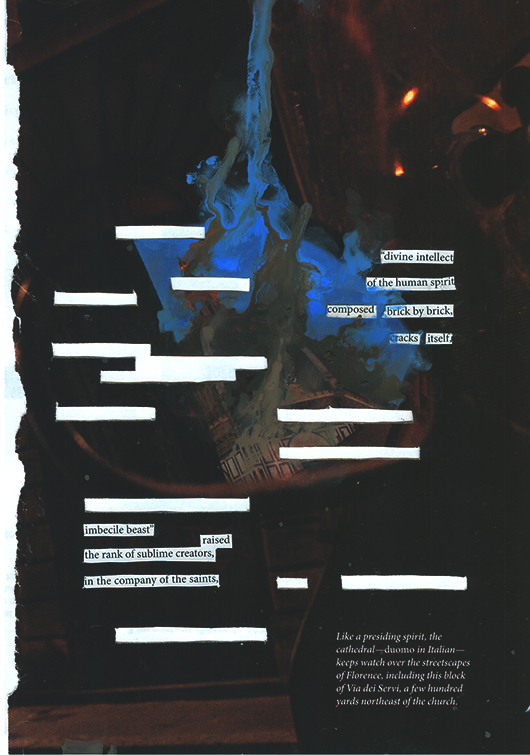 "divine intellect
of the human spirit
composed brick by brick,
cracks itself,
imbecile beast"
raised
the rank of sublime creators,
in the company of the saints,
Like a presiding spirit, the
cathedral—duomo in Italian—
keeps watch over the streetscapes
of Florence, including this block
of Via dei Servi, a few hundred
yards northeast of the church.